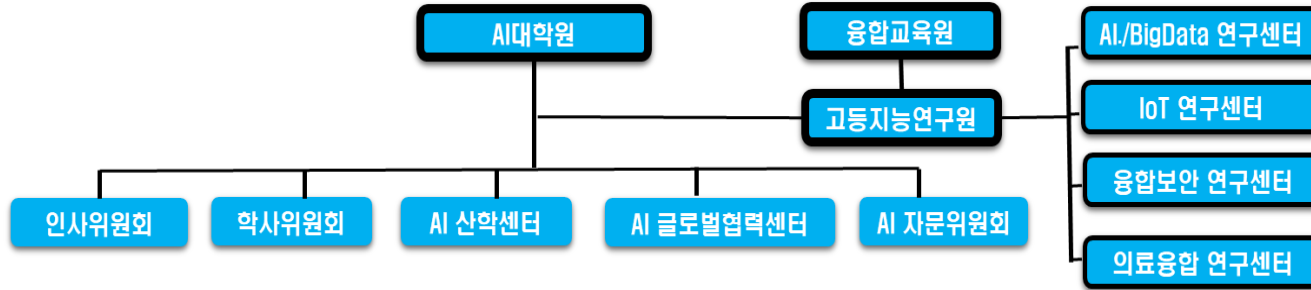 AI대학원
융합교육원
AI./BigData 연구센터
고등지능연구원
IoT 연구센터
융합보안 연구센터
인사위원회
학사위원회
AI 산학센터
AI 글로벌협력센터
AI 자문위원회
의료융합 연구센터